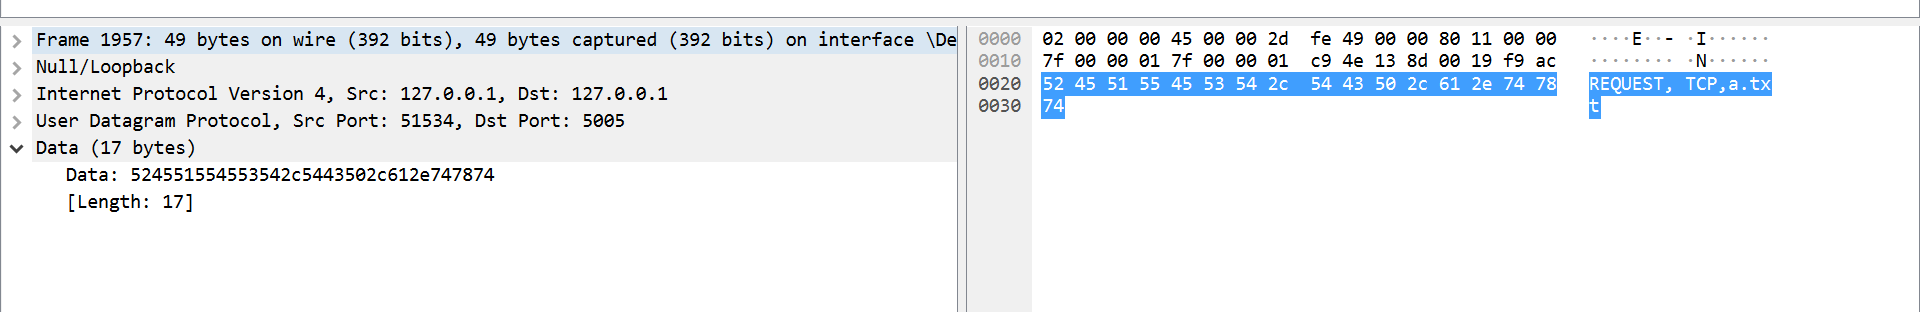 Frame 1957: 49 bytes on wire (392 bits), 49 bytes captured (392 bits) on interface \De
Null/Loopback
Internet Protocol Version 4, Src: 127.0.0.1, Dst: 127.0.0.1
User Datagram Protocol, Src Port: 51534, Dst Port: 5005
Data (17 bytes)
Data: 524551554553542c5443502c612e747874
[Length: 17]
0000 02 00 00 00 45 00 00 2d fe 49 00 00 80 11 00 00 ····E··- ·I······
0010 7f 00 00 01 7f 00 00 01 c9 4e 13 8d 00 19 f9 ac ········ ·N······
0020 52 45 51 55 45 53 54 2c 54 43 50 2c 61 2e 74 78 REQUEST, TCP,a.tx
0030 74 t